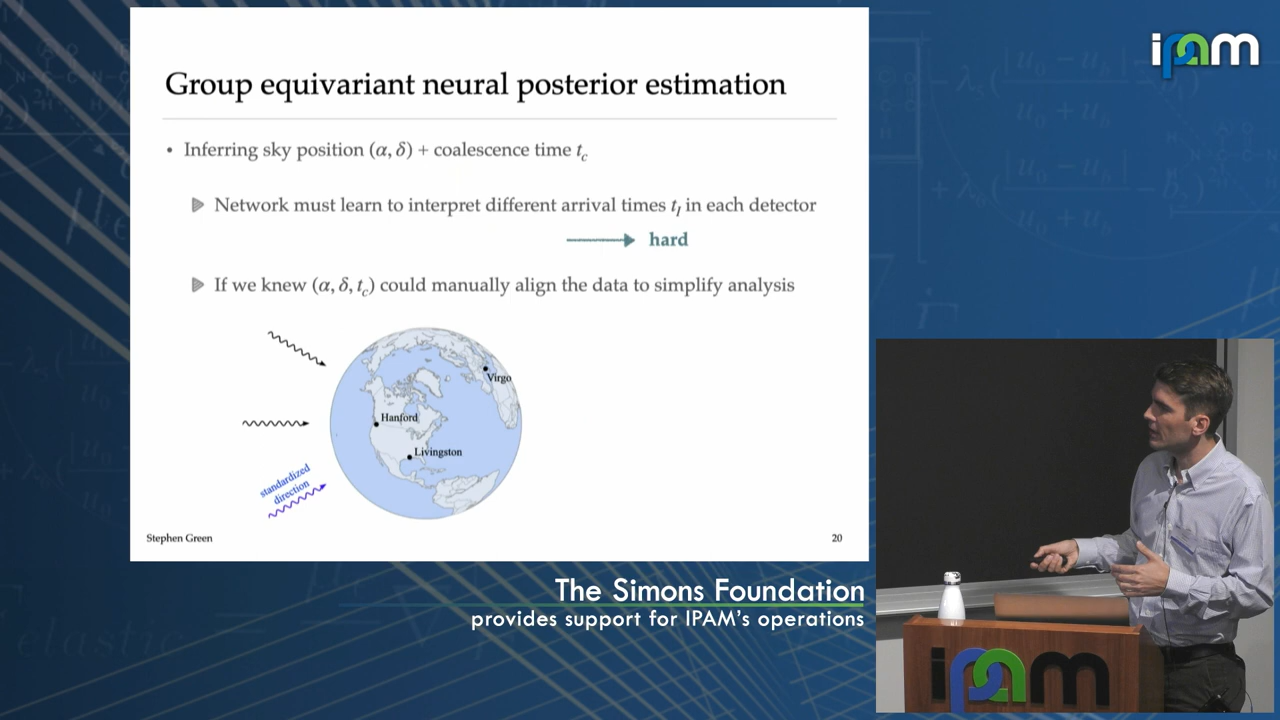 ipam
Group equivariant neural posterior estimation
• Inferring sky position (α, δ) + coalescence time t_c
Network must learn to interpret different arrival times t_I in each detector
hard
If we knew (α, δ, t_c) could manually align the data to simplify analysis
Virgo
Hanford
Livingston
standardized
direction
Stephen Green
20
The Simons Foundation
provides support for IPAM's operations
ipam